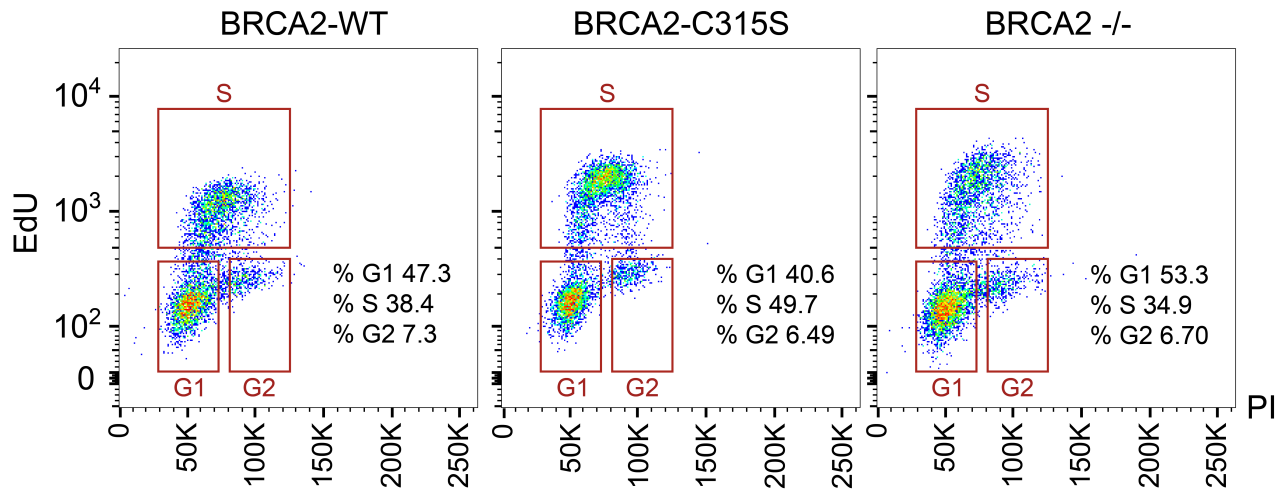 BRCA2-WT
BRCA2-C315S
BRCA2 -/-
EdU
10⁴
10³
10²
0
S
% G1 47.3
% S 38.4
% G2 7.3
G1
G2
0
50K
100K
150K
200K
250K
S
% G1 40.6
% S 49.7
% G2 6.49
G1
G2
0
50K
100K
150K
200K
250K
S
% G1 53.3
% S 34.9
% G2 6.70
G1
G2
0
50K
100K
150K
200K
250K
PI